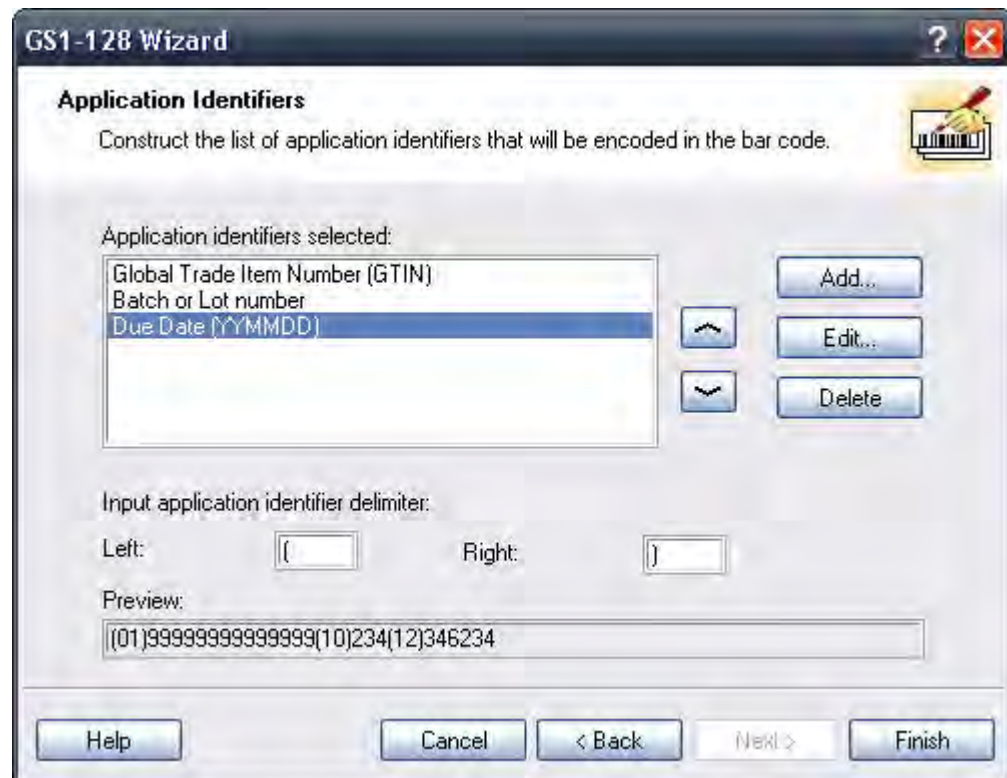 GS1-128 Wizard
?
Application Identifiers
Construct the list of application identifiers that will be encoded in the bar code.
Application identifiers selected:
Global Trade Item Number (GTIN)
Batch or Lot number
Due Date (YYMMDD)
Add...
Edit...
Delete
Input application identifier delimiter:
Left: (
Right: )
Preview:
(01)99999999999999(10)234(12)346234
Help Cancel < Back Next > Finish